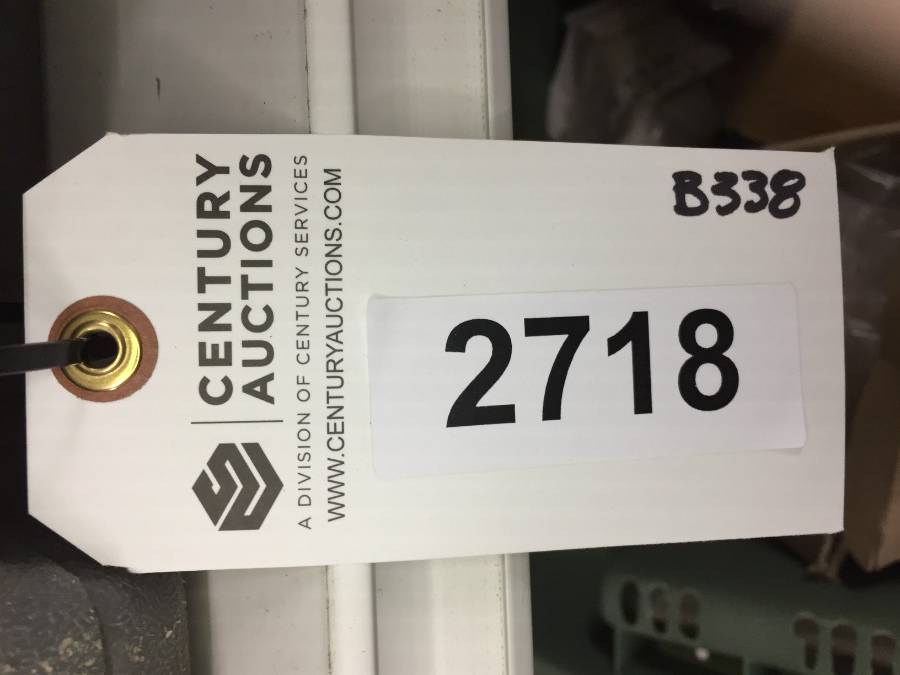 CENTURY
AUCTIONS
A DIVISION OF CENTURY SERVICES
WWW.CENTURYAUCTIONS.COM
B338
2718